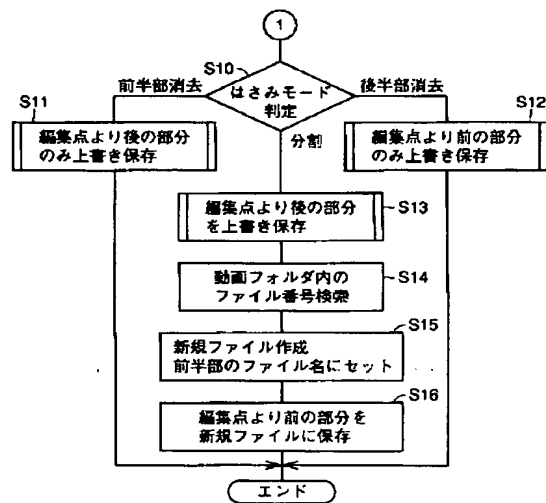 1
S10
はさみモード
判定
前半部消去
後半部消去
分割
S11
編集点より後の部分
のみ上書き保存
S12
編集点より前の部分
のみ上書き保存
S13
編集点より後の部分
を上書き保存
S14
動画フォルダ内の
ファイル番号検索
S15
新規ファイル作成
前半部のファイル名にセット
S16
編集点より前の部分を
新規ファイルに保存
エンド